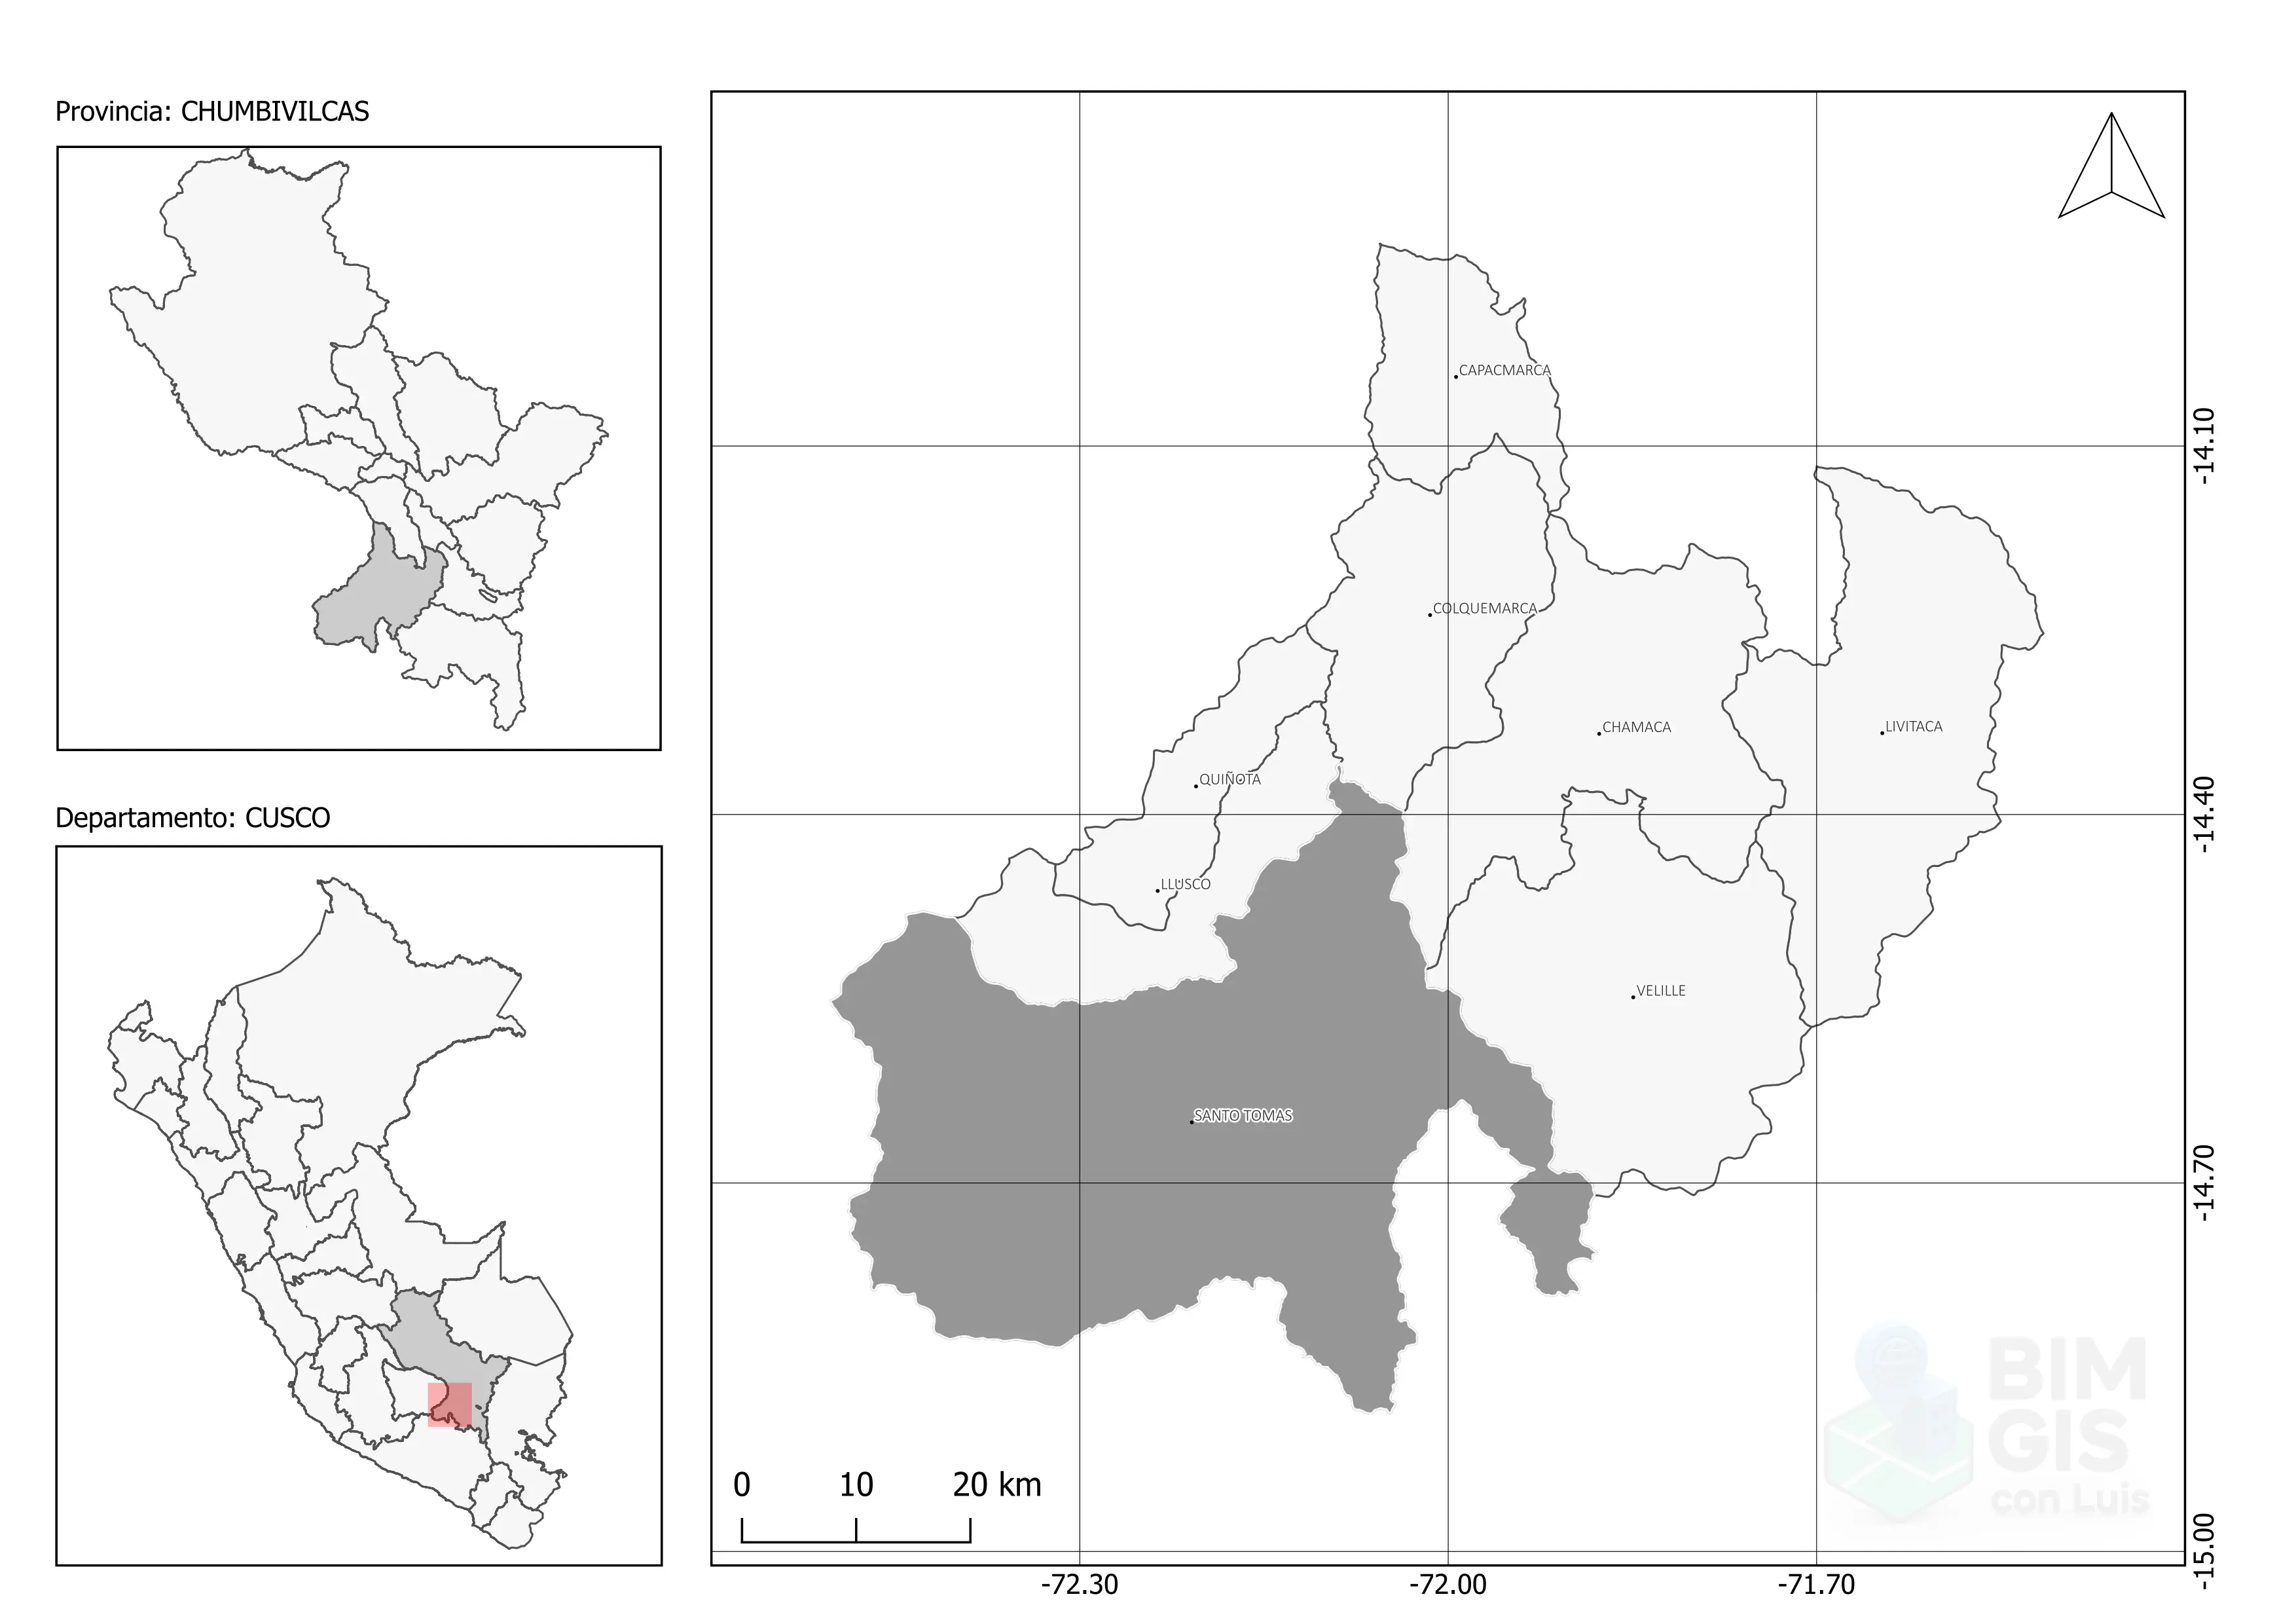 Provincia: CHUMBIVILCAS
Departamento: CUSCO
CAPACMARCA
COLQUEMARCA
CHAMACA
LIVITACA
QUIÑOTA
LLUSCO
VELILLE
SANTO TOMAS
0 10 20 km
-72.30 -72.00 -71.70
-14.10
-14.40
-14.70
-15.00
BIM
GIS
con Luis